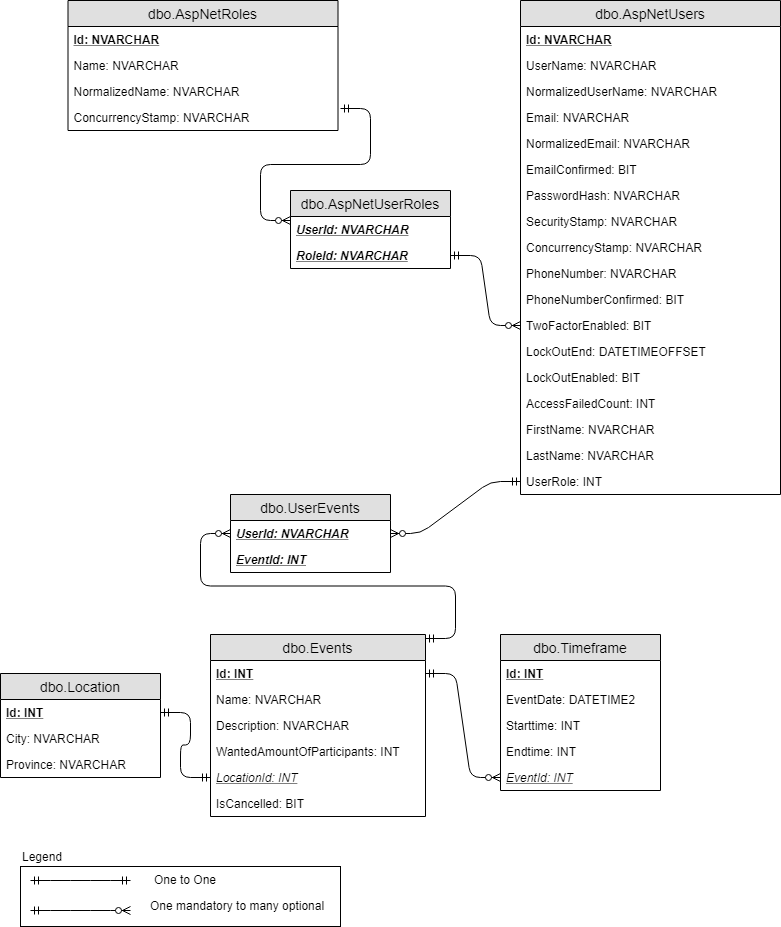 dbo.AspNetRoles
Id: NVARCHAR
Name: NVARCHAR
NormalizedName: NVARCHAR
ConcurrencyStamp: NVARCHAR
dbo.AspNetUsers
Id: NVARCHAR
UserName: NVARCHAR
NormalizedUserName: NVARCHAR
Email: NVARCHAR
NormalizedEmail: NVARCHAR
EmailConfirmed: BIT
PasswordHash: NVARCHAR
SecurityStamp: NVARCHAR
ConcurrencyStamp: NVARCHAR
PhoneNumber: NVARCHAR
PhoneNumberConfirmed: BIT
TwoFactorEnabled: BIT
LockOutEnd: DATETIMEOFFSET
LockOutEnabled: BIT
AccessFailedCount: INT
FirstName: NVARCHAR
LastName: NVARCHAR
UserRole: INT
dbo.AspNetUserRoles
UserId: NVARCHAR
RoleId: NVARCHAR
dbo.UserEvents
UserId: NVARCHAR
EventId: INT
dbo.Location
Id: INT
City: NVARCHAR
Province: NVARCHAR
dbo.Events
Id: INT
Name: NVARCHAR
Description: NVARCHAR
WantedAmountOfParticipants: INT
LocationId: INT
IsCancelled: BIT
dbo.Timeframe
Id: INT
EventDate: DATETIME2
Starttime: INT
Endtime: INT
EventId: INT
Legend
One to One
One mandatory to many optional